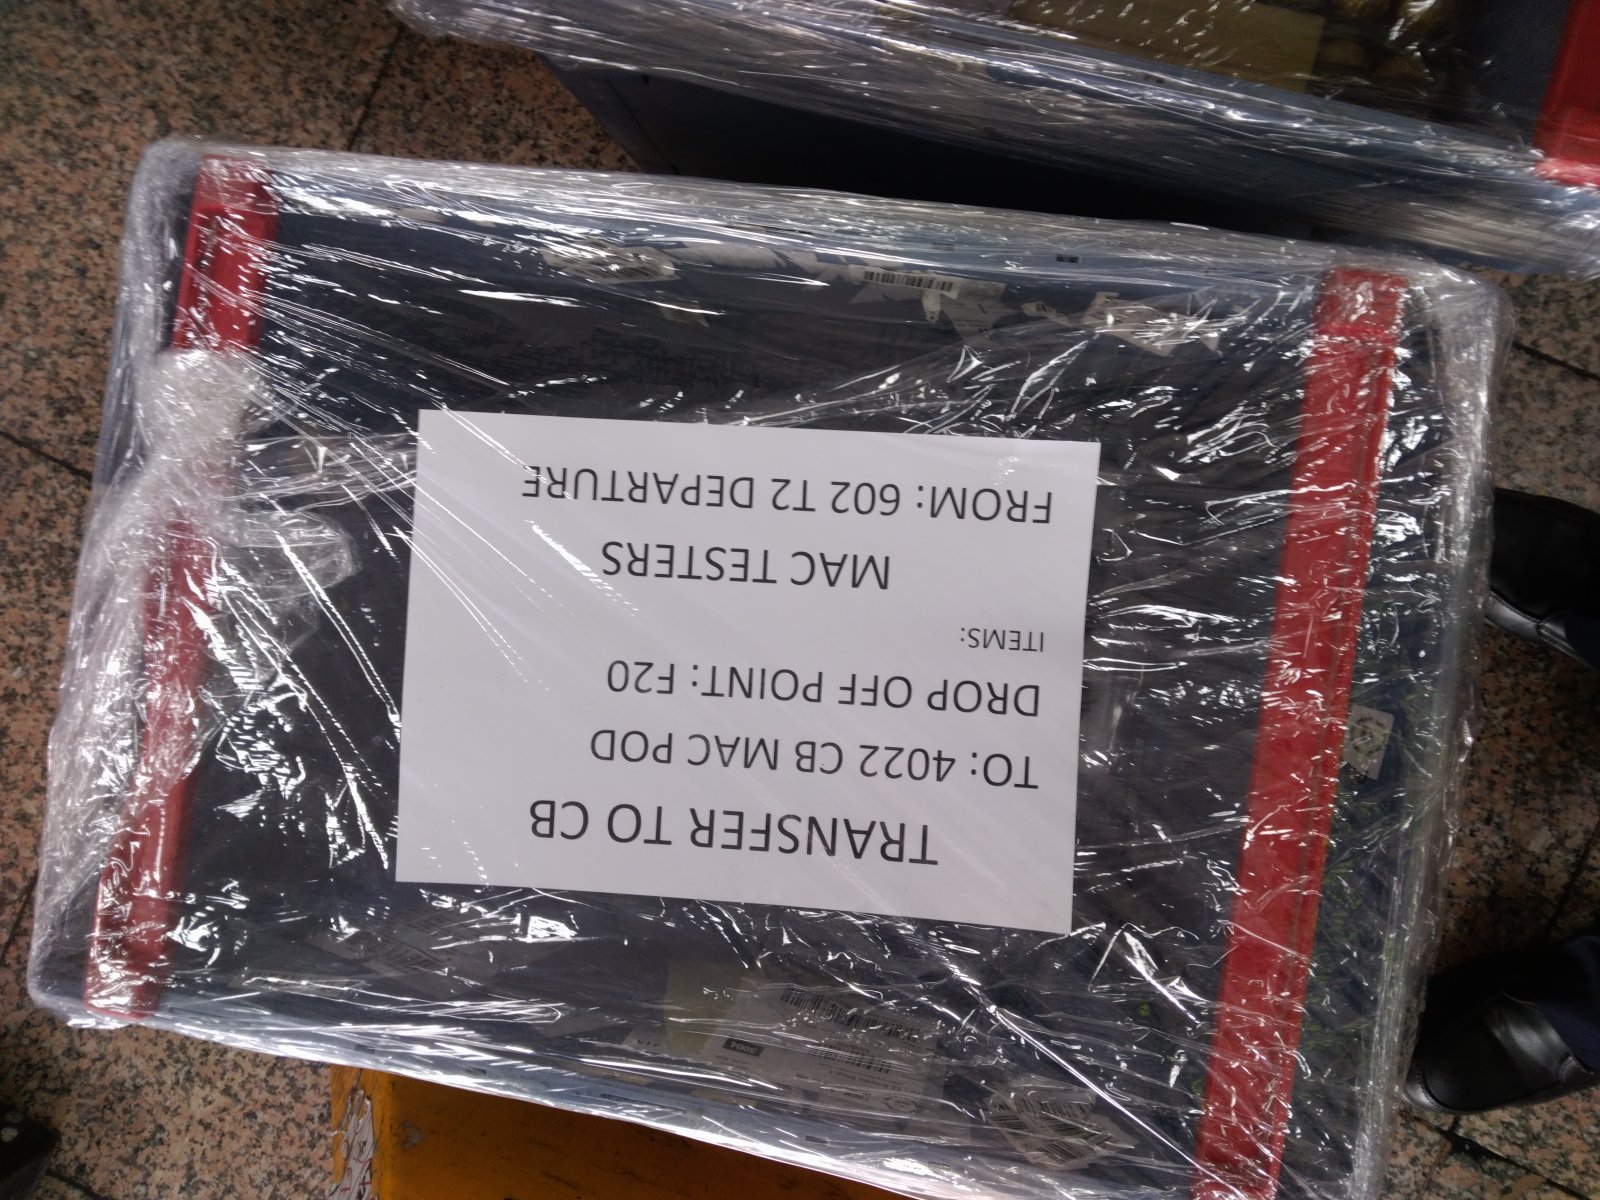 TRANSFER TO CB
TO: 4022 CB MAC POD
DROP OFF POINT: F20
ITEMS:
MAC TESTERS
FROM: 602 T2 DEPARTURE